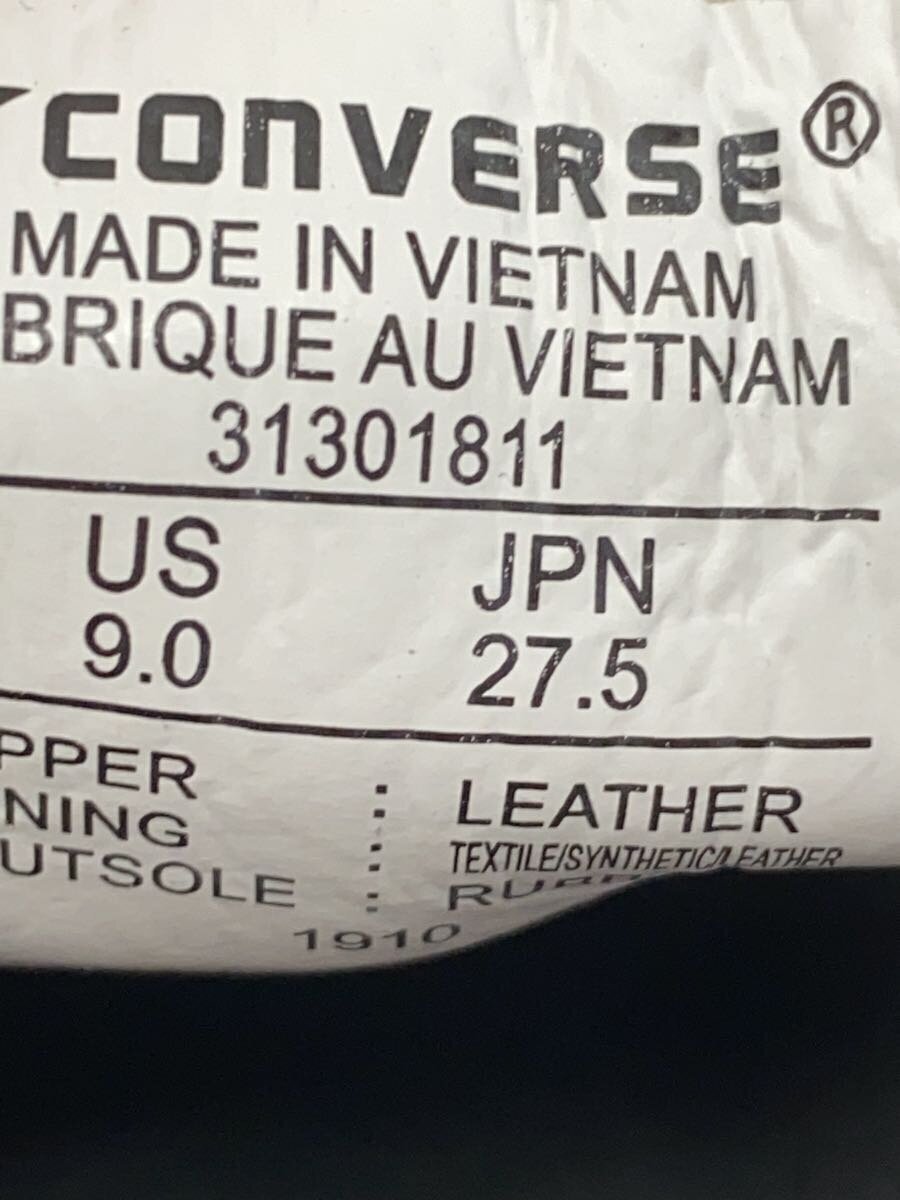 CONVERSE®
MADE IN VIETNAM
BRIQUE AU VIETNAM
31301811
US JPN
9.0 27.5
PPER : LEATHER
NING : TEXTILE/SYNTHETIC/LEATHER
UTSOLE :
1910